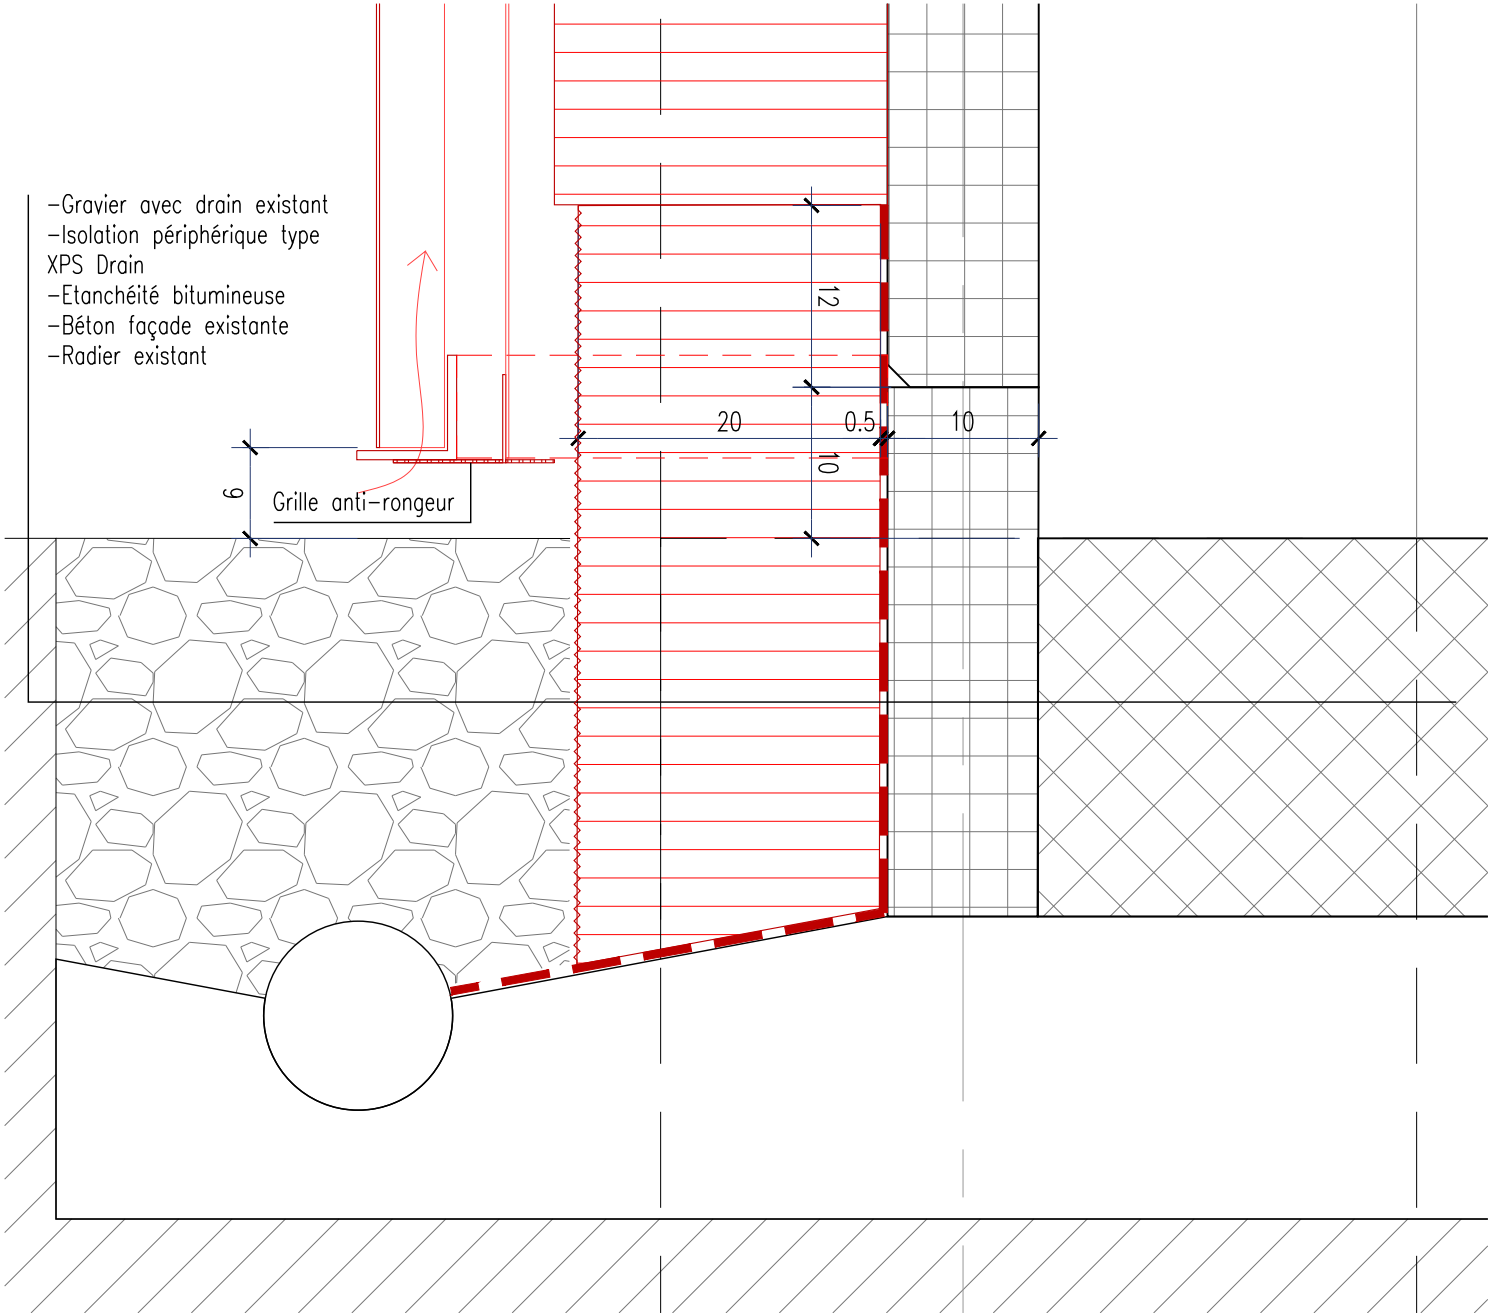 -Gravier avec drain existant
-Isolation périphérique type
XPS Drain
-Etanchéité bitumineuse
-Béton façade existante
-Radier existant
12
20
0.5
10
10
6
Grille anti-rongeur